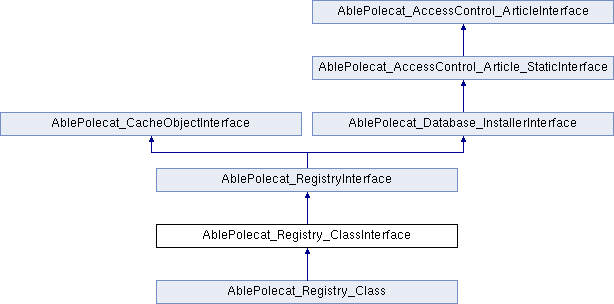 AblePolecat_AccessControl_ArticleInterface
AblePolecat_AccessControl_Article_StaticInterface
AblePolecat_CacheObjectInterface
AblePolecat_Database_InstallerInterface
AblePolecat_RegistryInterface
AblePolecat_Registry_ClassInterface
AblePolecat_Registry_Class